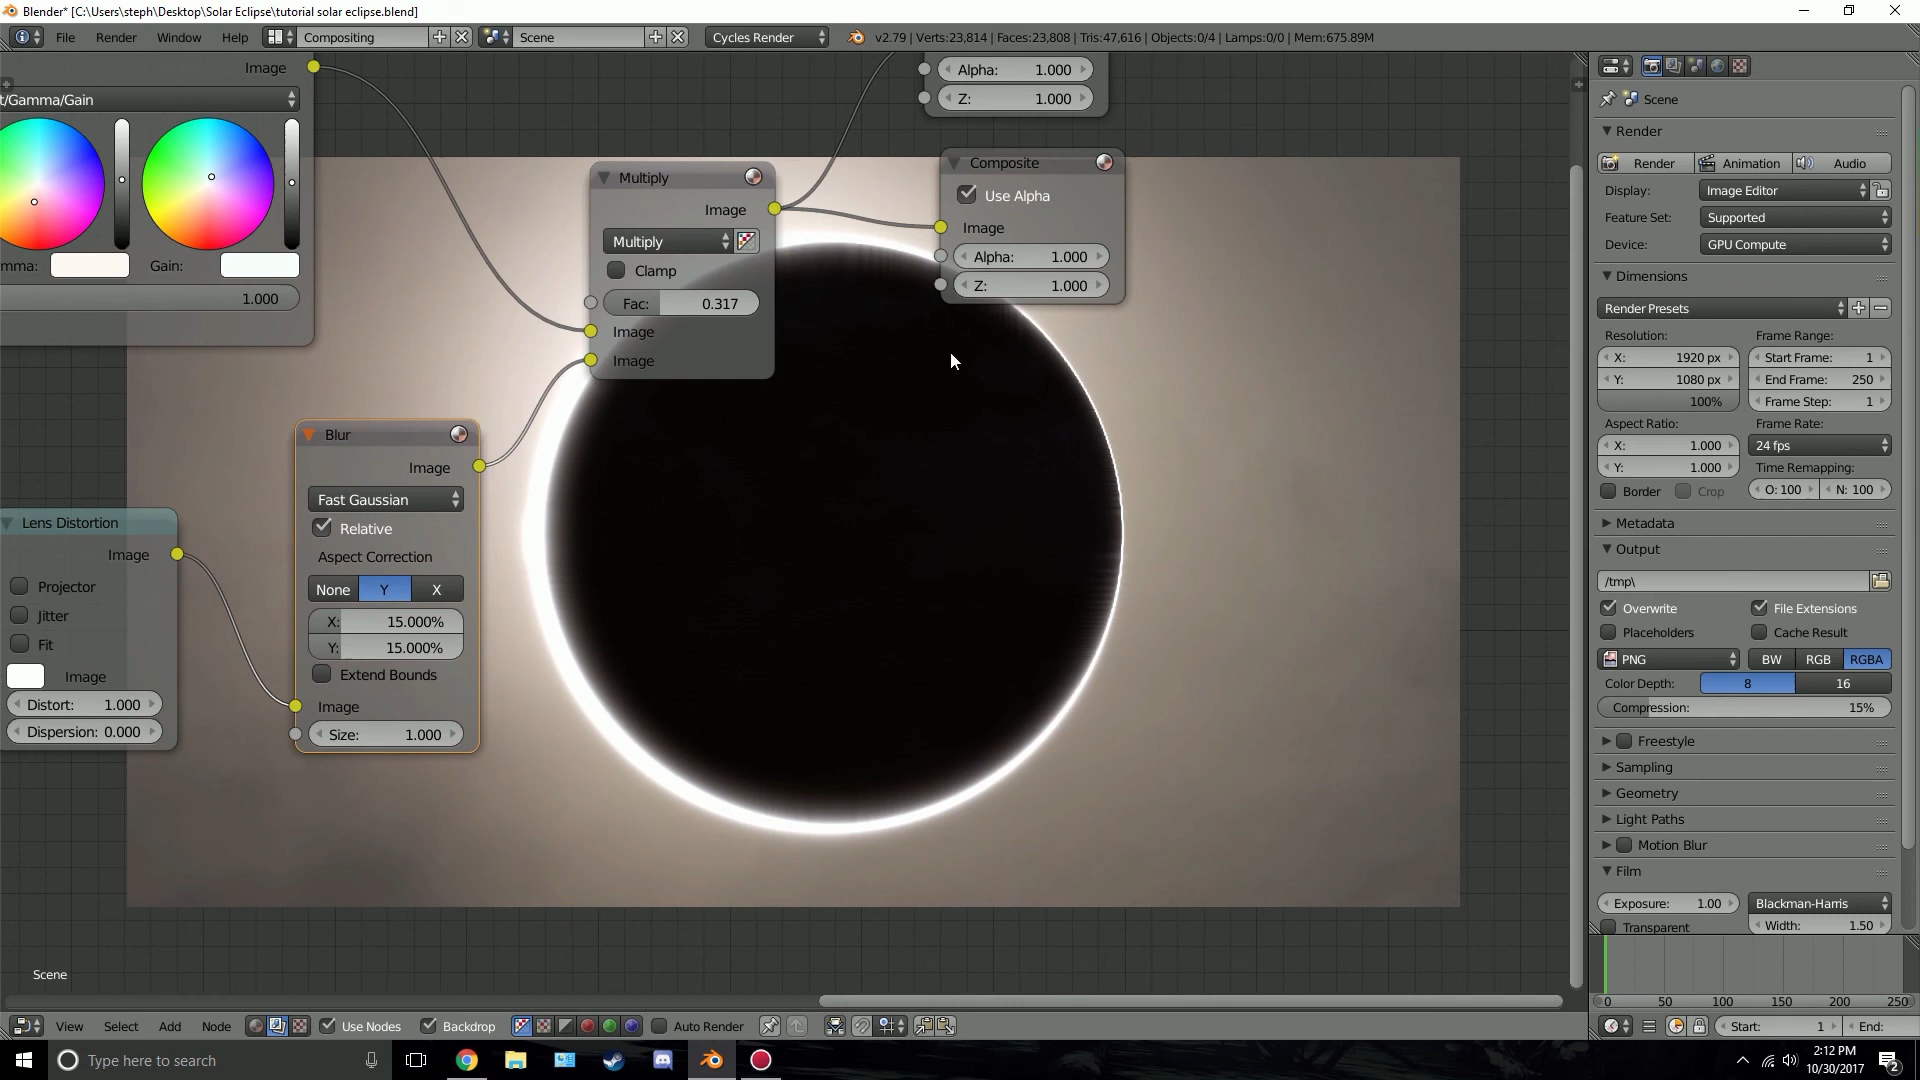 Blender* [C:\Users\steph\Desktop\Solar Eclipse\tutorial solar eclipse.blend]
File Render Window Help Compositing Scene Cycles Render v2.79 | Verts:23,814 | Faces:23,808 | Tris:47,616 | Objects:0/4 | Lamps:0/0 | Mem:675.89M
Image
t/Gamma/Gain
mma: Gain:
1.000
Alpha: 1.000
Z: 1.000
Multiply
Image
Multiply
Clamp
Fac: 0.317
Image
Image
Composite
Use Alpha
Image
Alpha: 1.000
Z: 1.000
Blur
Image
Fast Gaussian
Relative
Aspect Correction
None Y X
X: 15.000%
Y: 15.000%
Extend Bounds
Image
Size: 1.000
Lens Distortion
Image
Projector
Jitter
Fit
Image
Distort: 1.000
Dispersion: 0.000
Scene
View Select Add Node Use Nodes Backdrop Auto Render
Scene
Render
Render Animation Audio
Display: Image Editor
Feature Set: Supported
Device: GPU Compute
Dimensions
Render Presets
Resolution: Frame Range:
X: 1920 px Start Frame: 1
Y: 1080 px End Frame: 250
100% Frame Step: 1
Aspect Ratio: Frame Rate:
X: 1.000 24 fps
Y: 1.000 Time Remapping:
Border Crop O: 100 N: 100
Metadata
Output
/tmp\
Overwrite File Extensions
Placeholders Cache Result
PNG BW RGB RGBA
Color Depth: 8 16
Compression: 15%
Freestyle
Sampling
Geometry
Light Paths
Motion Blur
Film
Exposure: 1.00 Blackman-Harris
Transparent Width: 1.50
0 50 100 150 200 250
Start: 1 End:
Type here to search
2:12 PM
10/30/2017
2